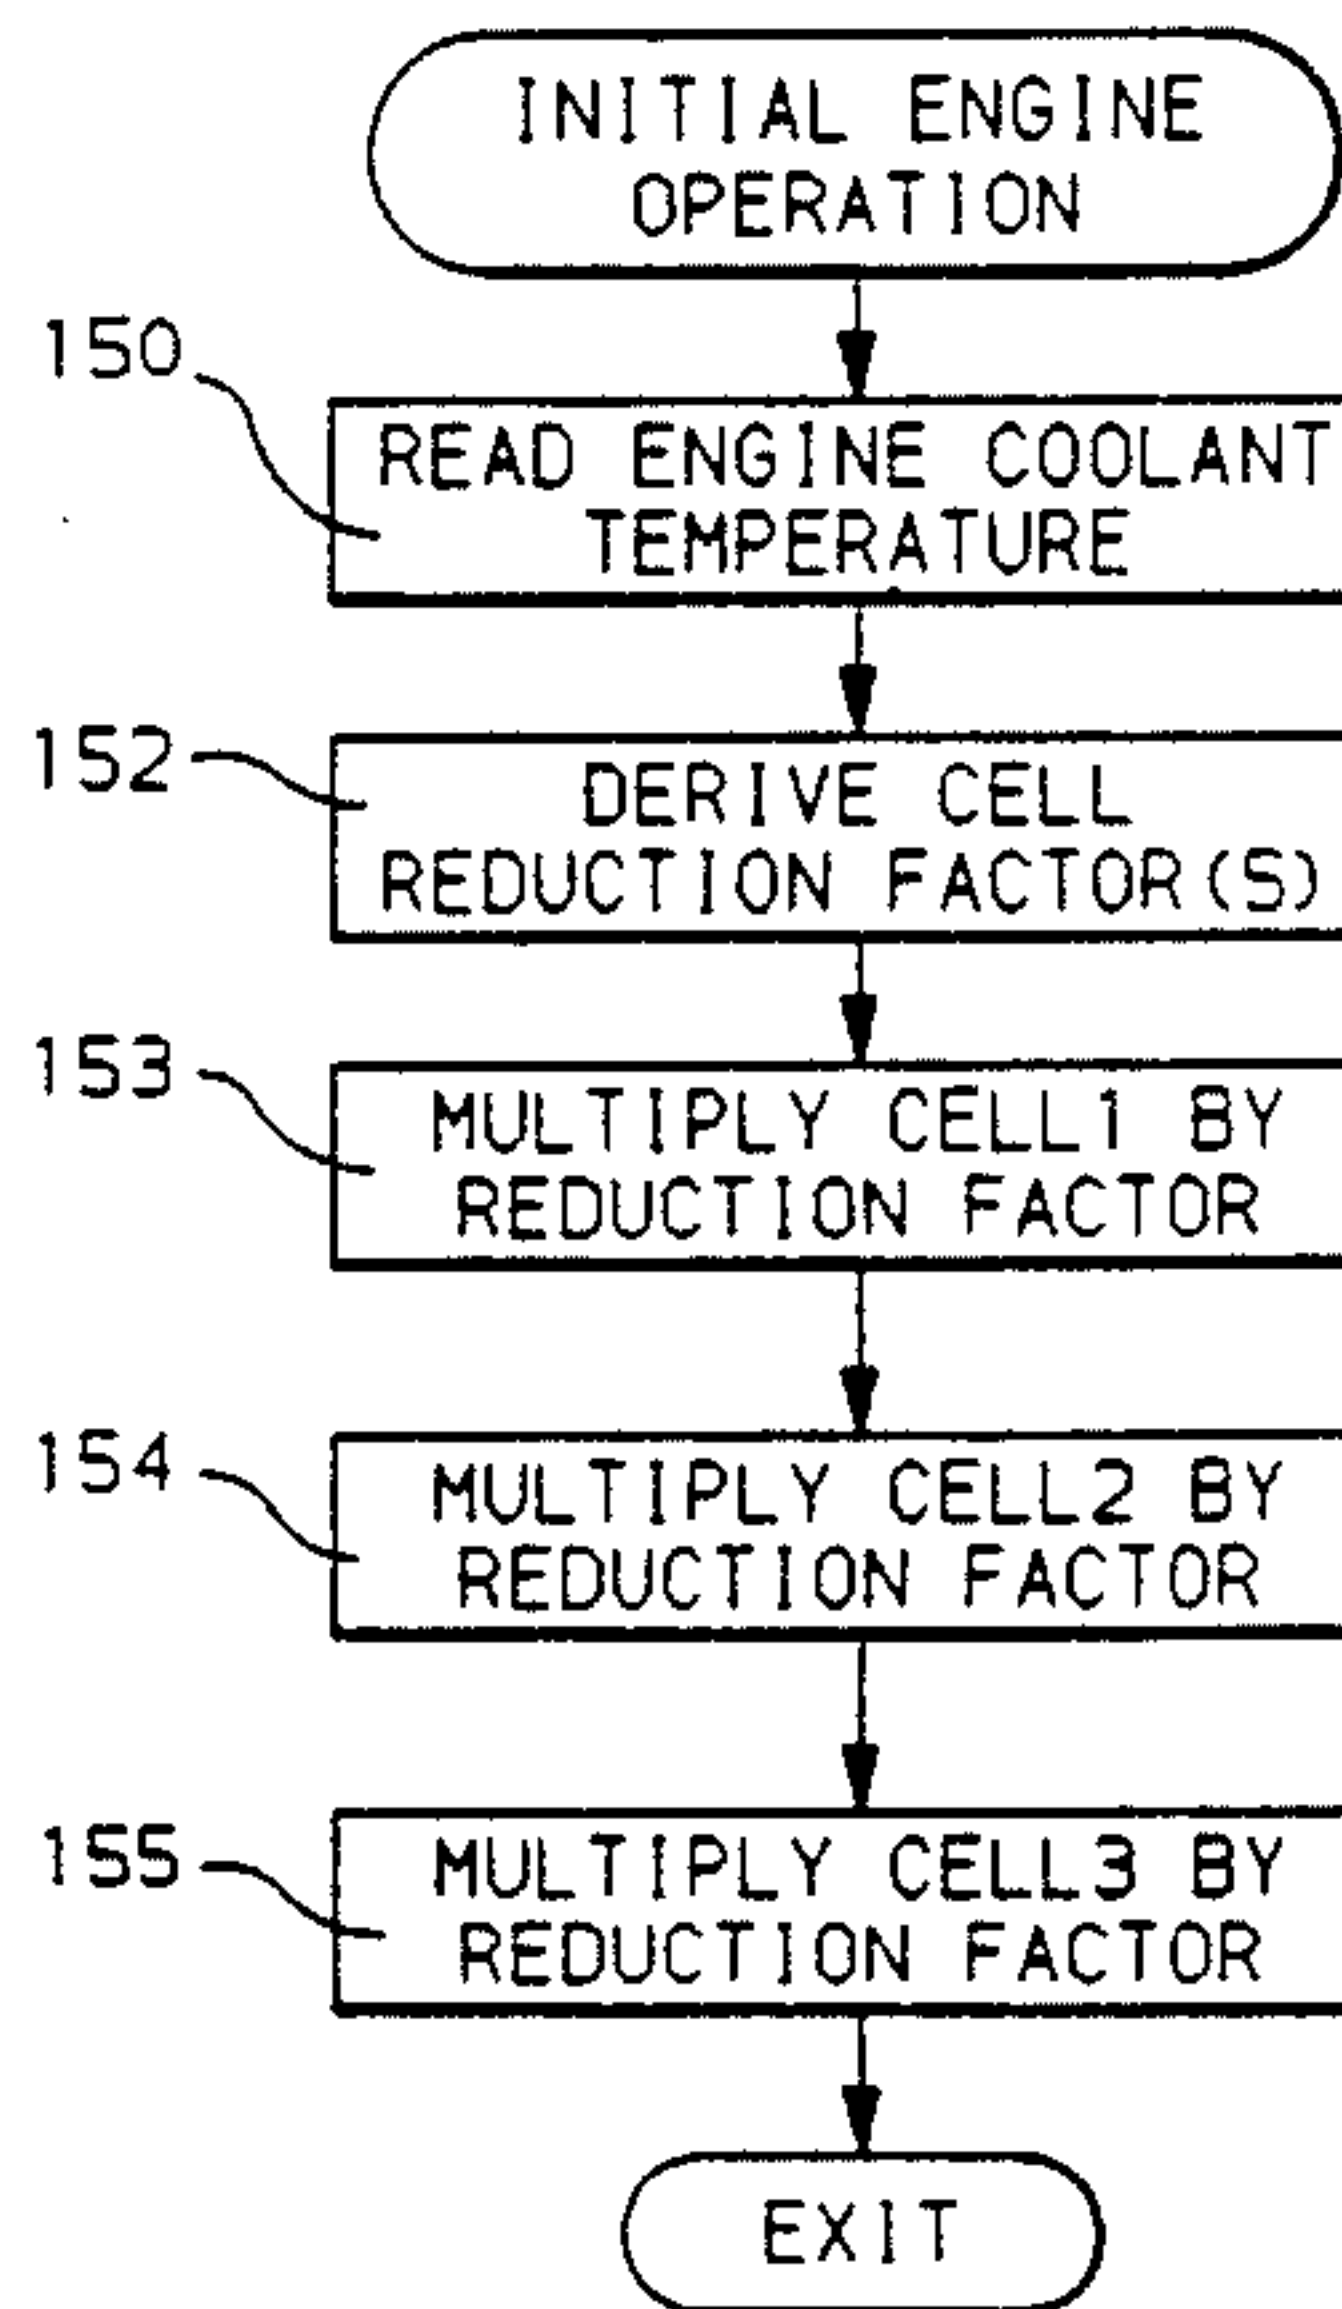 INITIAL ENGINE
OPERATION
150
READ ENGINE COOLANT
TEMPERATURE
152
DERIVE CELL
REDUCTION FACTOR(S)
153
MULTIPLY CELL1 BY
REDUCTION FACTOR
154
MULTIPLY CELL2 BY
REDUCTION FACTOR
155
MULTIPLY CELL3 BY
REDUCTION FACTOR
EXIT